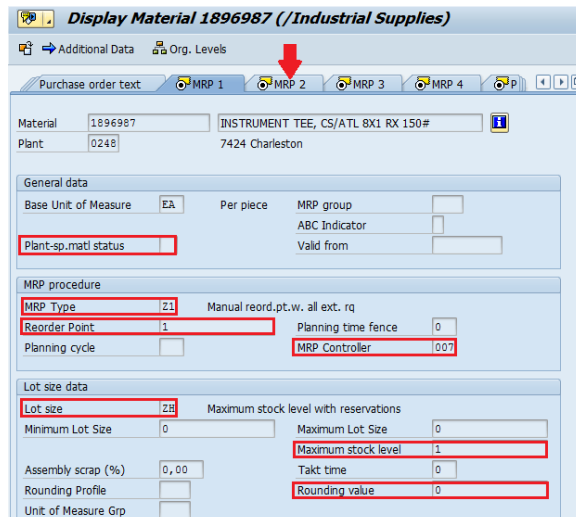 Display Material 1896987 (/Industrial Supplies)
Additional Data Org. Levels
Purchase order text MRP 1 MRP 2 MRP 3 MRP 4 P
Material 1896987 INSTRUMENT TEE, CS/ATL 8X1 RX 150# i
Plant 0248 7424 Charleston
General data
Base Unit of Measure EA Per piece MRP group
ABC Indicator
Plant-sp.matl status Valid from
MRP procedure
MRP Type Z1 Manual reord.pt.w. all ext. rq
Reorder Point 1 Planning time fence 0
Planning cycle MRP Controller 007
Lot size data
Lot size ZH Maximum stock level with reservations
Minimum Lot Size 0 Maximum Lot Size 0
Maximum stock level 1
Assembly scrap (%) 0,00 Takt time 0
Rounding Profile Rounding value 0
Unit of Measure Grp